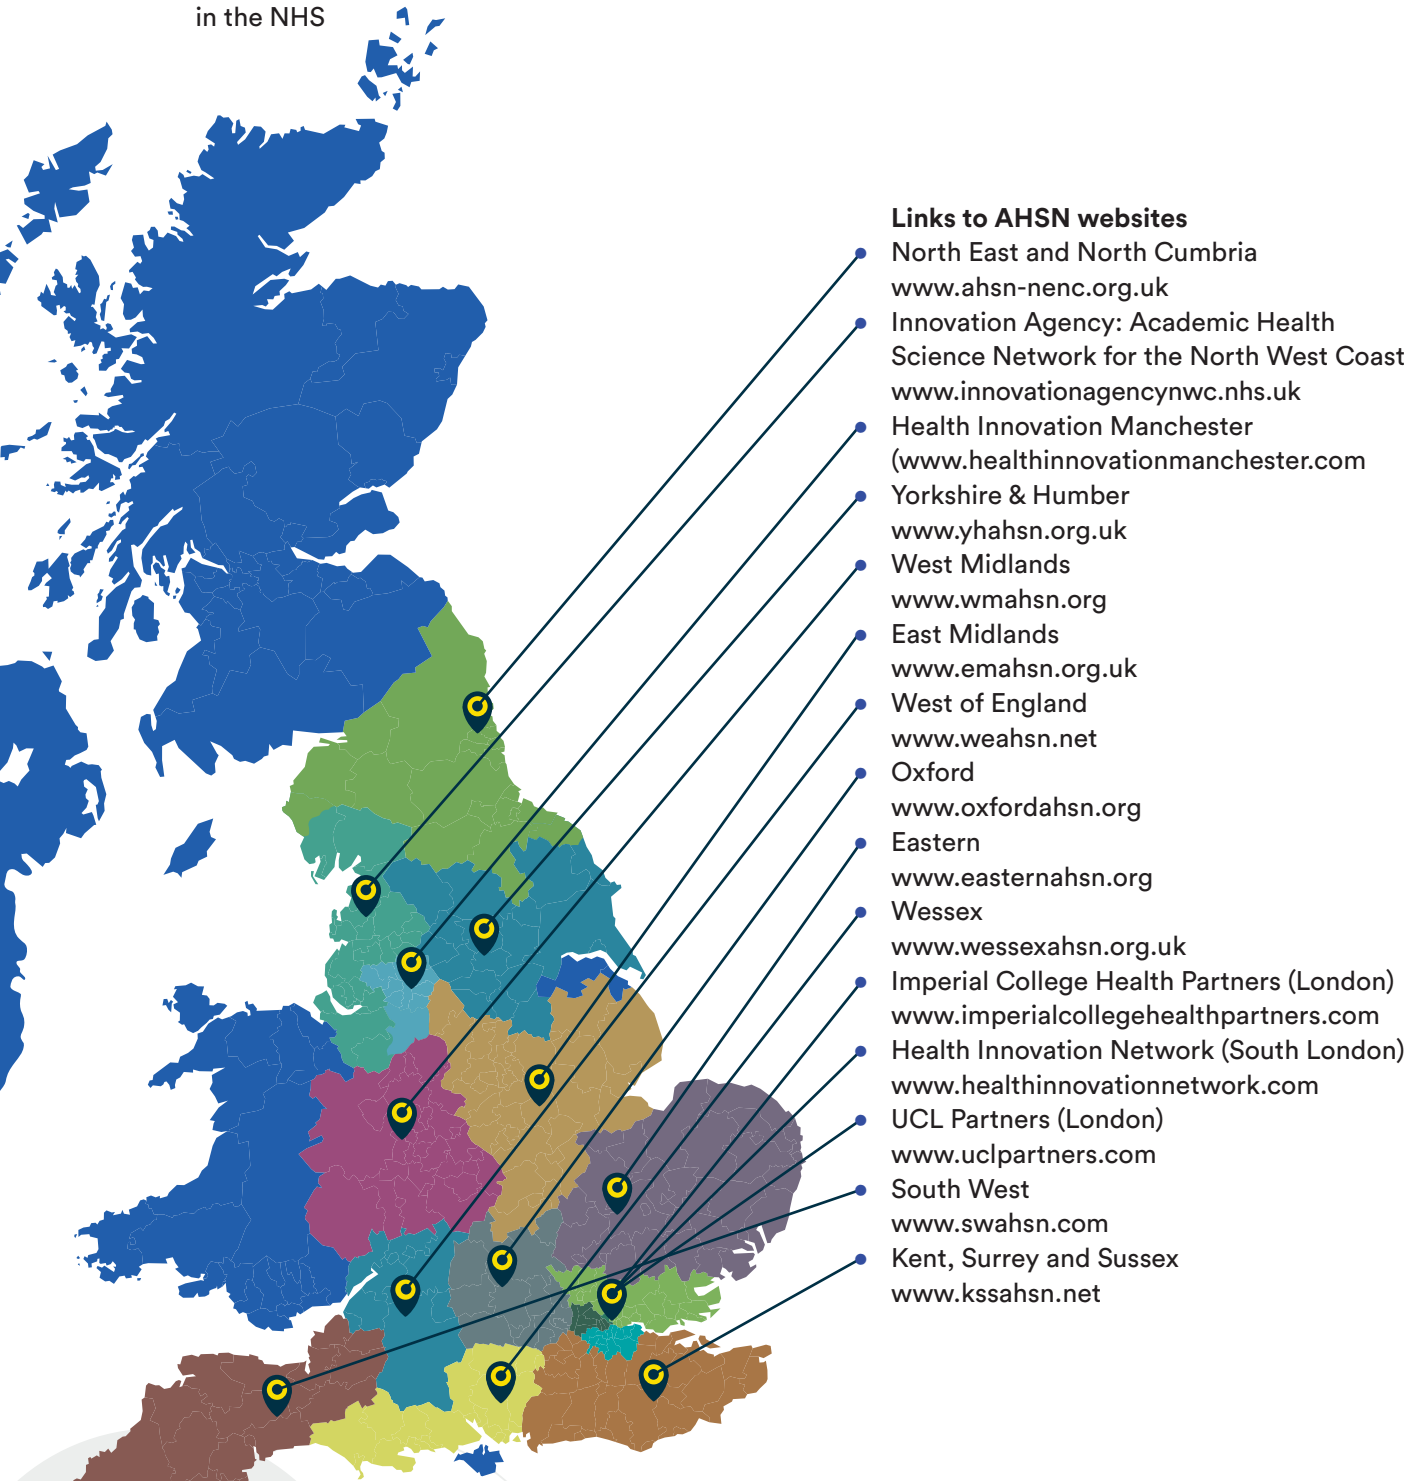 in the NHS
Links to AHSN websites
North East and North Cumbria
www.ahsn-nenc.org.uk
Innovation Agency: Academic Health
Science Network for the North West Coast
www.innovationagencynwc.nhs.uk
Health Innovation Manchester
(www.healthinnovationmanchester.com
Yorkshire & Humber
www.yhahsn.org.uk
West Midlands
www.wmahsn.org
East Midlands
www.emahsn.org.uk
West of England
www.weahsn.net
Oxford
www.oxfordahsn.org
Eastern
www.easternahsn.org
Wessex
www.wessexahsn.org.uk
Imperial College Health Partners (London)
www.imperialcollegehealthpartners.com
Health Innovation Network (South London)
www.healthinnovationnetwork.com
UCL Partners (London)
www.uclpartners.com
South West
www.swahsn.com
Kent, Surrey and Sussex
www.kssahsn.net